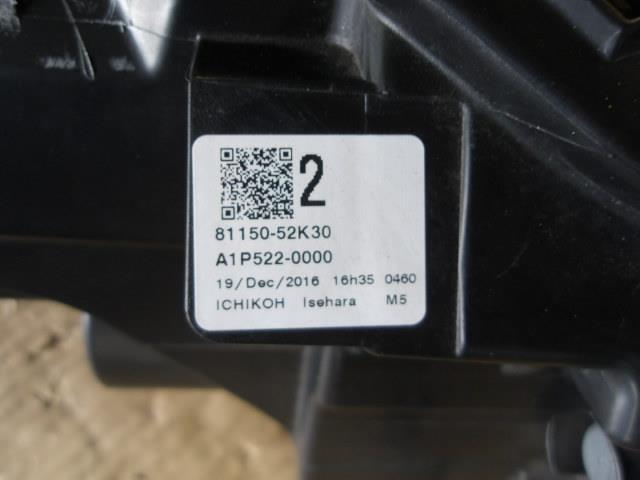 2
81150-52K30
A1P522-0000
19/Dec/2016 16h35 0460
ICHIKOH Isehara M5